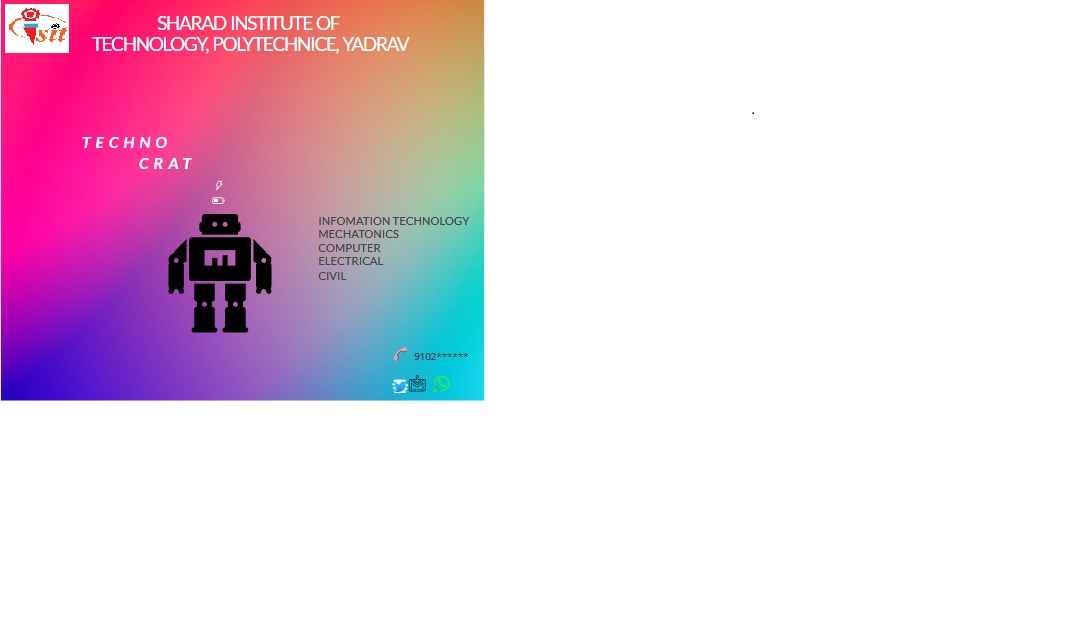 sit
SHARAD INSTITUTE OF
TECHNOLOGY, POLYTECHNICE, YADRAV
TECHNO
CRAT
INFOMATION TECHNOLOGY
MECHATONICS
COMPUTER
ELECTRICAL
CIVIL
9102******
.